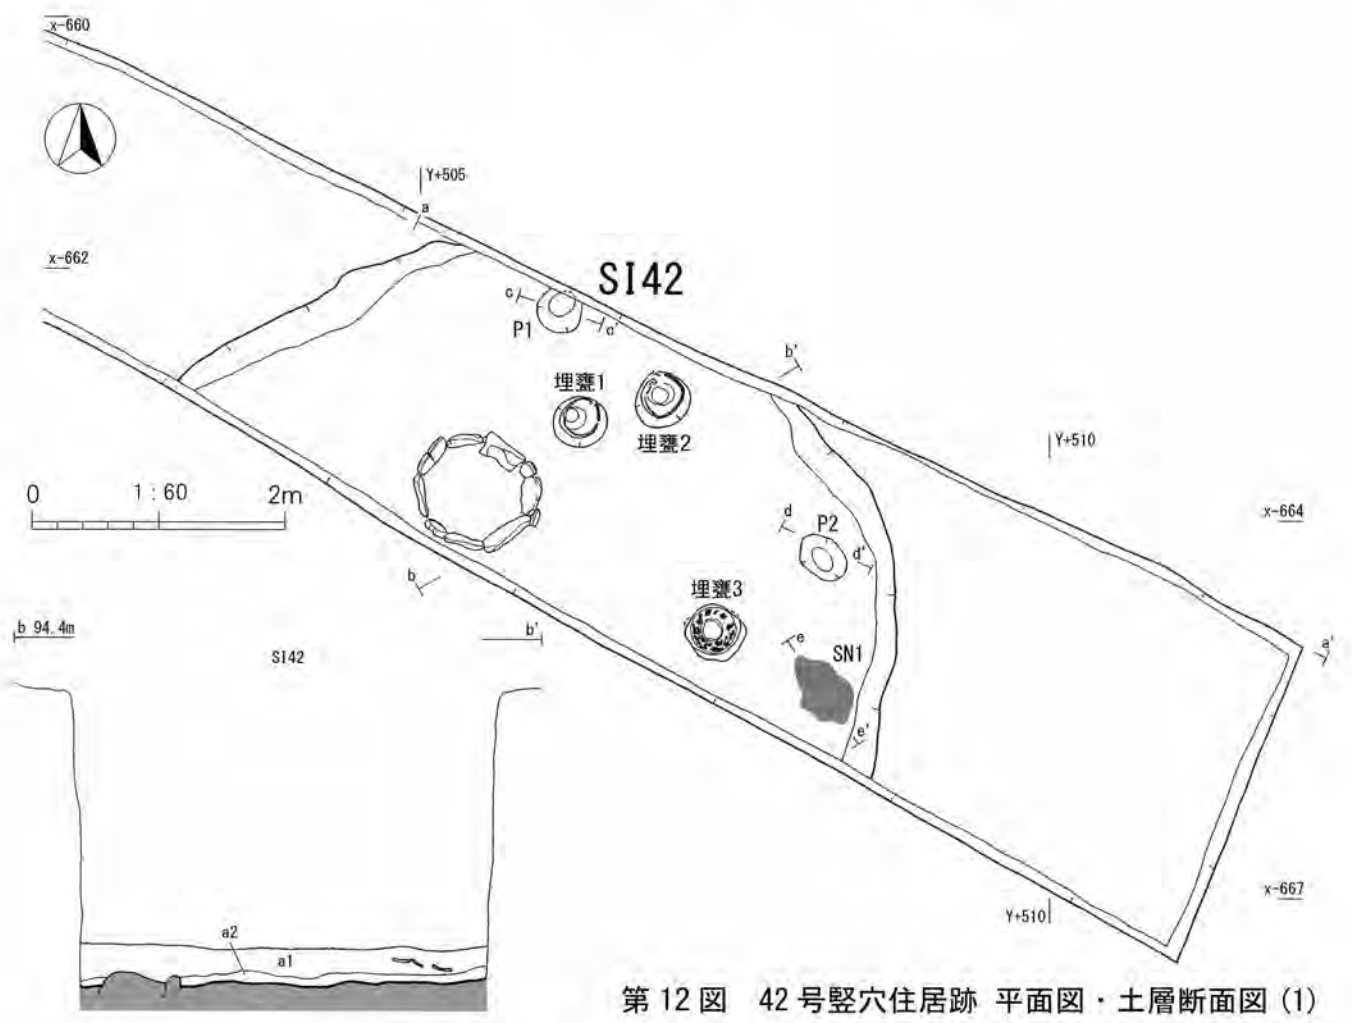 x-660
Y+505
a
x-662
SI42
c
c'
P1
b'
埋甕1
埋甕2
Y+510
0 1:60 2m
x-664
d
P2
d'
b
埋甕3
b 94.4m
b'
e
SN1
a'
SI42
e'
x-667
Y+510
a2
a1
第12図 42号竪穴住居跡 平面図・土層断面図(1)